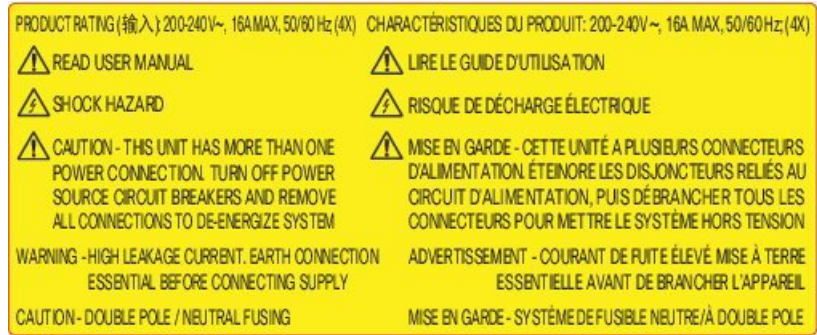 PRODUCT RATING (输入): 200-240V~, 16A MAX, 50/60 Hz; (4X)
READ USER MANUAL
SHOCK HAZARD
CAUTION - THIS UNIT HAS MORE THAN ONE
POWER CONNECTION. TURN OFF POWER
SOURCE CIRCUIT BREAKERS AND REMOVE
ALL CONNECTIONS TO DE-ENERGIZE SYSTEM
WARNING - HIGH LEAKAGE CURRENT. EARTH CONNECTION
ESSENTIAL BEFORE CONNECTING SUPPLY
CAUTION - DOUBLE POLE / NEUTRAL FUSING
CHARACTÉRISTIQUES DU PRODUIT: 200-240V~, 16A MAX, 50/60Hz; (4X)
LIRE LE GUIDE D'UTILISATION
RISQUE DE DÉCHARGE ÉLECTRIQUE
MISE EN GARDE - CETTE UNITÉ A PLUSIEURS CONNECTEURS
D'ALIMENTATION. ÉTEINORE LES DISJONCTEURS RELIÉS AU
CIRCUIT D'ALIMENTATION, PUIS DÉBRANCHER TOUS LES
CONNECTEURS POUR METTRE LE SYSTÈME HORS TENSION
ADVERTISSEMENT - COURANT DE FUITE ÉLEVÉ. MISE À TERRE
ESSENTIELLE AVANT DE BRANCHER L'APPAREIL
MISE EN GARDE - SYSTÈME DE FUSIBLE NEUTRE/À DOUBLE POLE